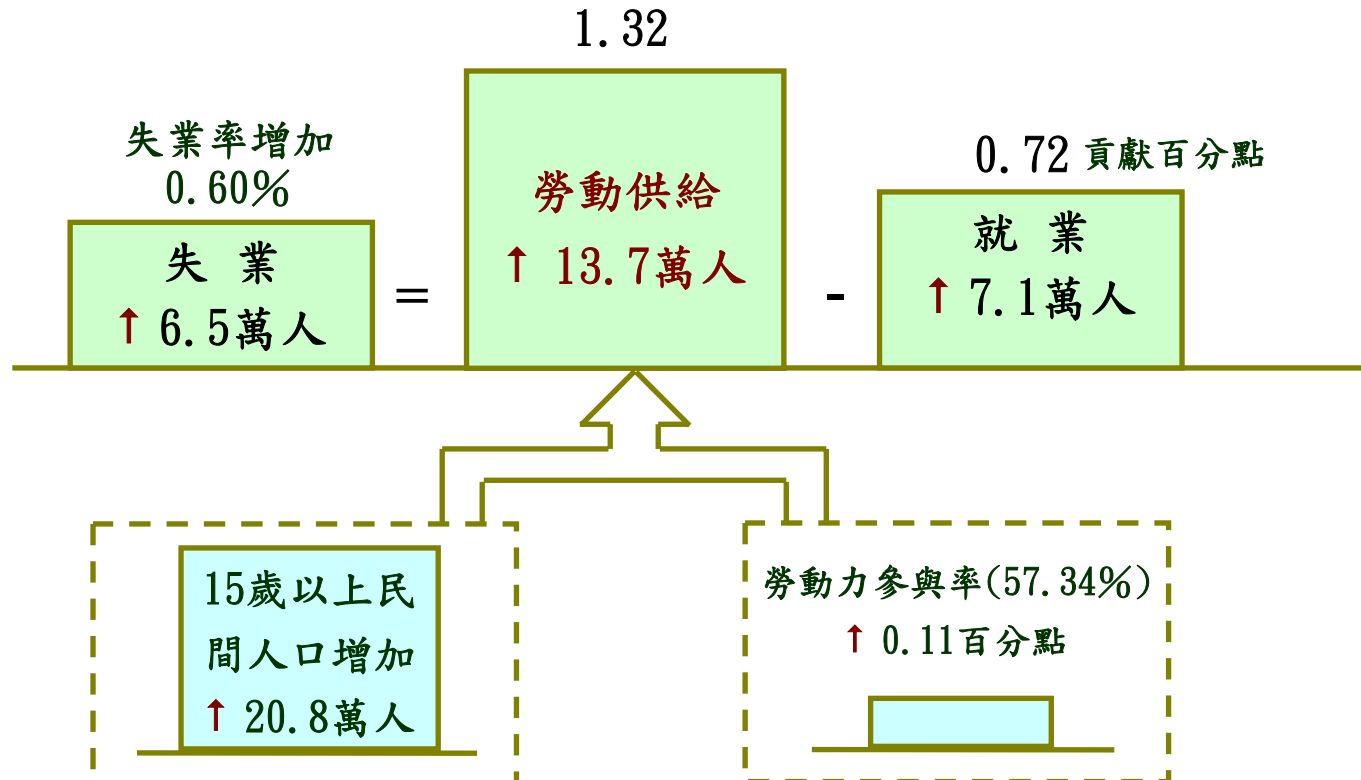 1.32
失業率增加
0.60%
0.72 貢獻百分點
失 業
↑ 6.5萬人
=
勞動供給
↑ 13.7萬人
-
就 業
↑ 7.1萬人
15歲以上民
間人口增加
↑ 20.8萬人
勞動力參與率(57.34%)
↑ 0.11百分點